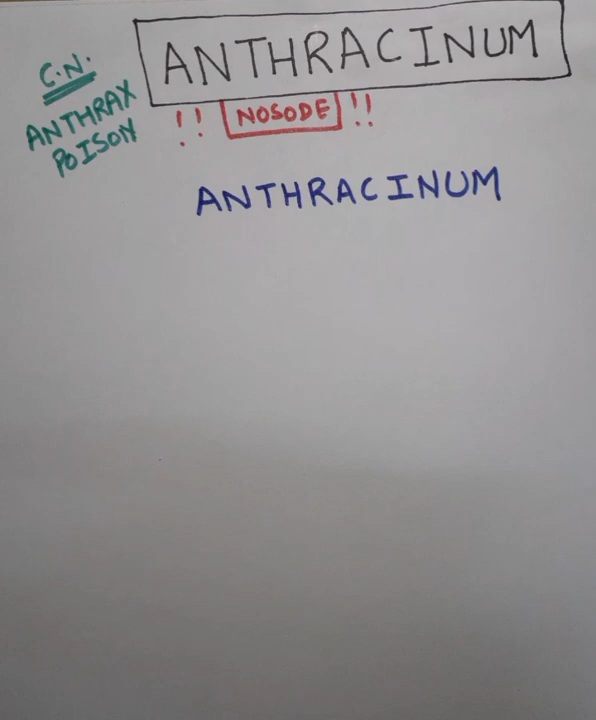 ANTHRACINUM
C.N.
ANTHRAX
POISON
!! NOSODE !!
ANTHRACINUM